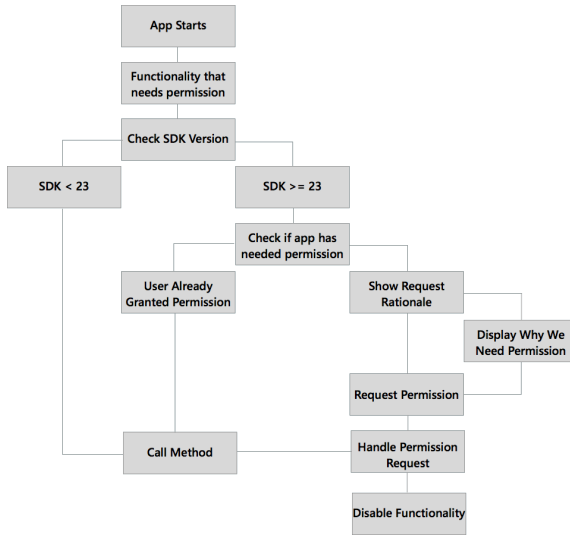 App Starts
Functionality that
needs permission
Check SDK Version
SDK < 23
SDK >= 23
Check if app has
needed permission
User Already
Granted Permission
Show Request
Rationale
Display Why We
Need Permission
Request Permission
Call Method
Handle Permission
Request
Disable Functionality